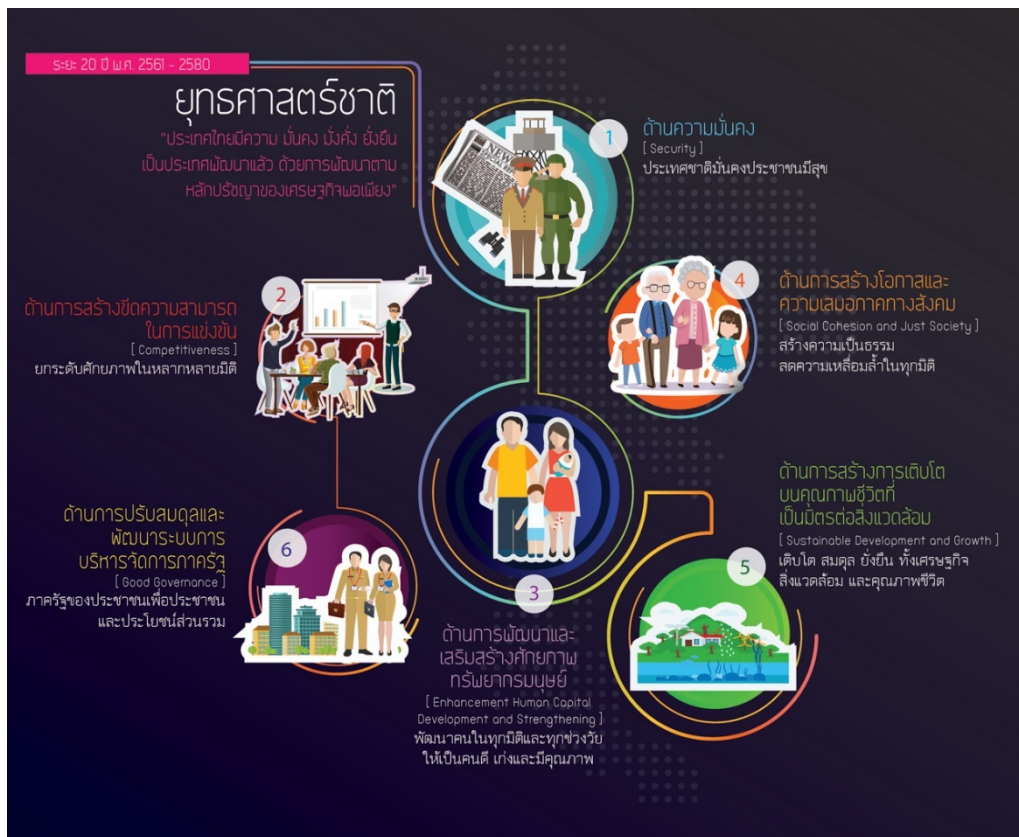 ระยะ 20 ปี พ.ศ. 2561 - 2580
ยุทธศาสตร์ชาติ
"ประเทศไทยมีความ มั่นคง มั่งคั่ง ยั่งยืน
เป็นประเทศพัฒนาแล้ว ด้วยการพัฒนาตาม
หลักปรัชญาของเศรษฐกิจพอเพียง"
1
ด้านความมั่นคง
[ Security ]
ประเทศชาติมั่นคงประชาชนมีสุข
NEW
2
ด้านการสร้างขีดความสามารถ
ในการแข่งขัน
[ Competitiveness ]
ยกระดับศักยภาพในหลากหลายมิติ
3
ด้านการพัฒนาและ
เสริมสร้างศักยภาพ
ทรัพยากรมนุษย์
[ Enhancement Human Capital
Development and Strengthening ]
พัฒนาคนในทุกมิติและทุกช่วงวัย
ให้เป็นคนดี เก่งและมีคุณภาพ
4
ด้านการสร้างโอกาสและ
ความเสมอภาคทางสังคม
[ Social Cohesion and Just Society ]
สร้างความเป็นธรรม
ลดความเหลื่อมล้ำในทุกมิติ
5
ด้านการสร้างการเติบโต
บนคุณภาพชีวิตที่
เป็นมิตรต่อสิ่งแวดล้อม
[ Sustainable Development and Growth ]
เติบโต สมดุล ยั่งยืน ทั้งเศรษฐกิจ
สิ่งแวดล้อม และคุณภาพชีวิต
6
ด้านการปรับสมดุลและ
พัฒนาระบบการ
บริหารจัดการภาครัฐ
[ Good Governance ]
ภาครัฐของประชาชนเพื่อประชาชน
และประโยชน์ส่วนรวม